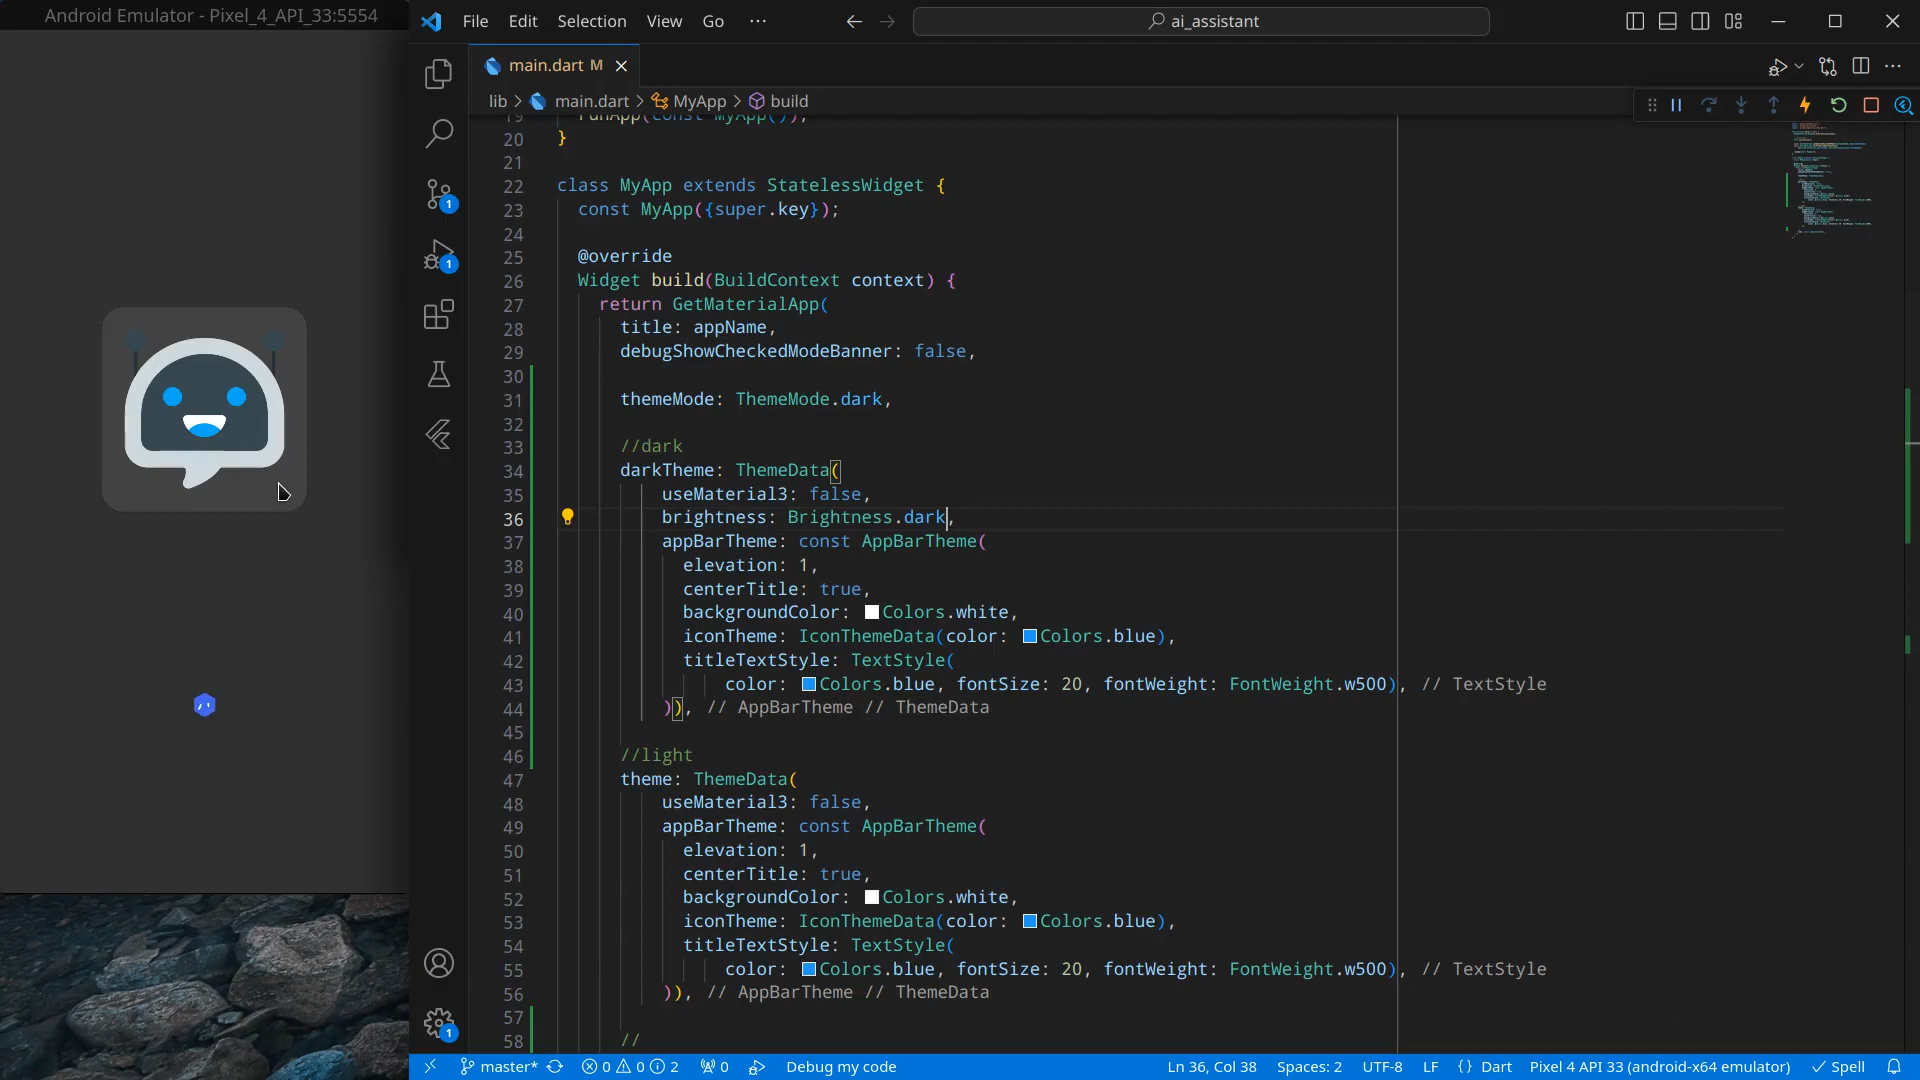 Android Emulator - Pixel_4_API_33:5554
File Edit Selection View Go ···
ai_assistant
main.dart M
lib > main.dart > MyApp > build
19 runApp(const MyApp());
20 }
21
22 class MyApp extends StatelessWidget {
23 const MyApp({super.key});
24
25 @override
26 Widget build(BuildContext context) {
27 return GetMaterialApp(
28 title: appName,
29 debugShowCheckedModeBanner: false,
30
31 themeMode: ThemeMode.dark,
32
33 //dark
34 darkTheme: ThemeData(
35 useMaterial3: false,
36 brightness: Brightness.dark,
37 appBarTheme: const AppBarTheme(
38 elevation: 1,
39 centerTitle: true,
40 backgroundColor: Colors.white,
41 iconTheme: IconThemeData(color: Colors.blue),
42 titleTextStyle: TextStyle(
43 color: Colors.blue, fontSize: 20, fontWeight: FontWeight.w500), // TextStyle
44 )), // AppBarTheme // ThemeData
45
46 //light
47 theme: ThemeData(
48 useMaterial3: false,
49 appBarTheme: const AppBarTheme(
50 elevation: 1,
51 centerTitle: true,
52 backgroundColor: Colors.white,
53 iconTheme: IconThemeData(color: Colors.blue),
54 titleTextStyle: TextStyle(
55 color: Colors.blue, fontSize: 20, fontWeight: FontWeight.w500), // TextStyle
56 )), // AppBarTheme // ThemeData
57
58 //
1
1
1
master* 0 0 2 0 Debug my code Ln 36, Col 38 Spaces: 2 UTF-8 LF {} Dart Pixel 4 API 33 (android-x64 emulator) Spell